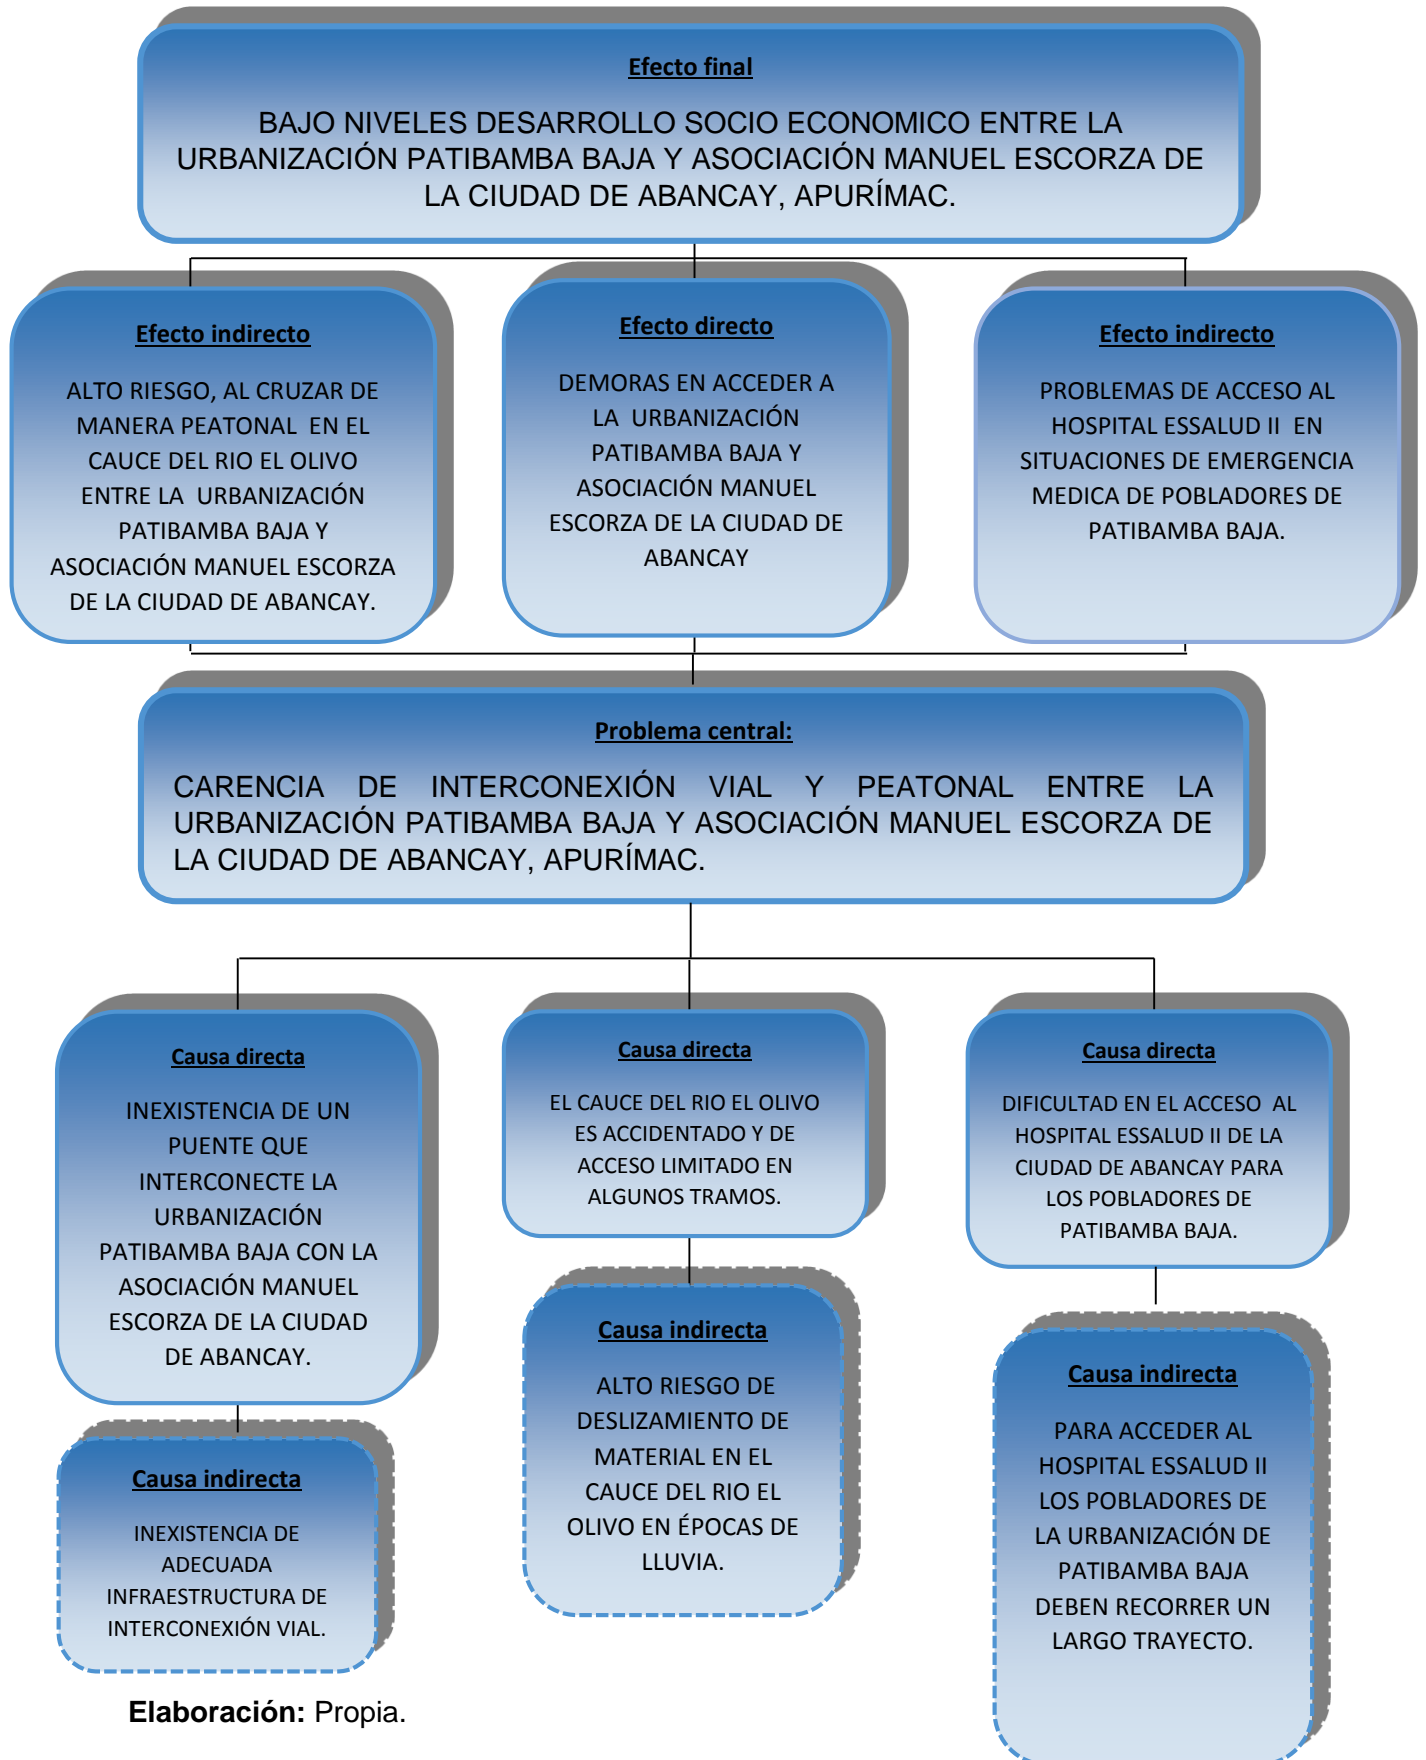 Efecto final
BAJO NIVELES DESARROLLO SOCIO ECONOMICO ENTRE LA
URBANIZACIÓN PATIBAMBA BAJA Y ASOCIACIÓN MANUEL ESCORZA DE
LA CIUDAD DE ABANCAY, APURÍMAC.
Efecto indirecto
ALTO RIESGO, AL CRUZAR DE
MANERA PEATONAL EN EL
CAUCE DEL RIO EL OLIVO
ENTRE LA URBANIZACIÓN
PATIBAMBA BAJA Y
ASOCIACIÓN MANUEL ESCORZA
DE LA CIUDAD DE ABANCAY.
Efecto directo
DEMORAS EN ACCEDER A
LA URBANIZACIÓN
PATIBAMBA BAJA Y
ASOCIACIÓN MANUEL
ESCORZA DE LA CIUDAD DE
ABANCAY
Efecto indirecto
PROBLEMAS DE ACCESO AL
HOSPITAL ESSALUD II EN
SITUACIONES DE EMERGENCIA
MEDICA DE POBLADORES DE
PATIBAMBA BAJA.
Problema central:
CARENCIA DE INTERCONEXIÓN VIAL Y PEATONAL ENTRE LA
URBANIZACIÓN PATIBAMBA BAJA Y ASOCIACIÓN MANUEL ESCORZA DE
LA CIUDAD DE ABANCAY, APURÍMAC.
Causa directa
INEXISTENCIA DE UN
PUENTE QUE
INTERCONECTE LA
URBANIZACIÓN
PATIBAMBA BAJA CON LA
ASOCIACIÓN MANUEL
ESCORZA DE LA CIUDAD
DE ABANCAY.
Causa directa
EL CAUCE DEL RIO EL OLIVO
ES ACCIDENTADO Y DE
ACCESO LIMITADO EN
ALGUNOS TRAMOS.
Causa directa
DIFICULTAD EN EL ACCESO AL
HOSPITAL ESSALUD II DE LA
CIUDAD DE ABANCAY PARA
LOS POBLADORES DE
PATIBAMBA BAJA.
Causa indirecta
INEXISTENCIA DE
ADECUADA
INFRAESTRUCTURA DE
INTERCONEXIÓN VIAL.
Causa indirecta
ALTO RIESGO DE
DESLIZAMIENTO DE
MATERIAL EN EL
CAUCE DEL RIO EL
OLIVO EN ÉPOCAS DE
LLUVIA.
Causa indirecta
PARA ACCEDER AL
HOSPITAL ESSALUD II
LOS POBLADORES DE
LA URBANIZACIÓN DE
PATIBAMBA BAJA
DEBEN RECORRER UN
LARGO TRAYECTO.
Elaboración: Propia.